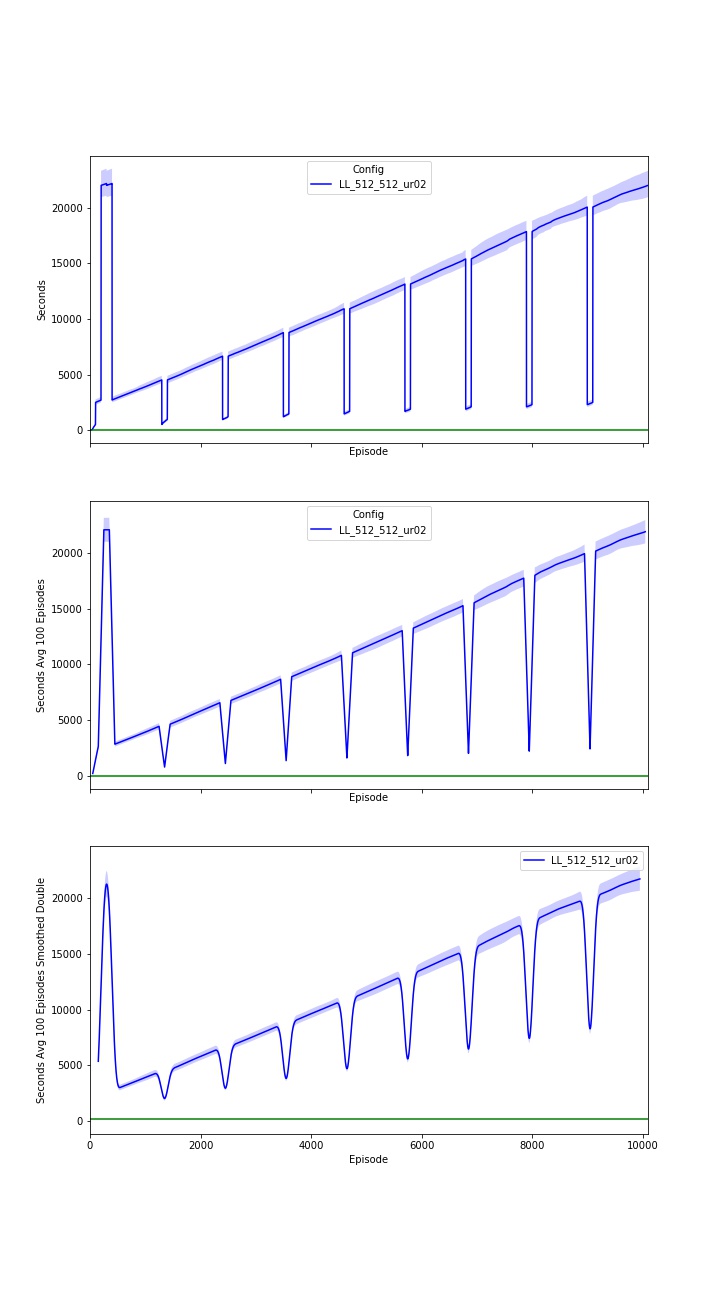 Config
LL_512_512_ur02
20000
15000
10000
5000
0
Seconds
Episode
Config
LL_512_512_ur02
20000
15000
10000
5000
0
Seconds Avg 100 Episodes
Episode
LL_512_512_ur02
20000
15000
10000
5000
0
Seconds Avg 100 Episodes Smoothed Double
0 2000 4000 6000 8000 10000
Episode